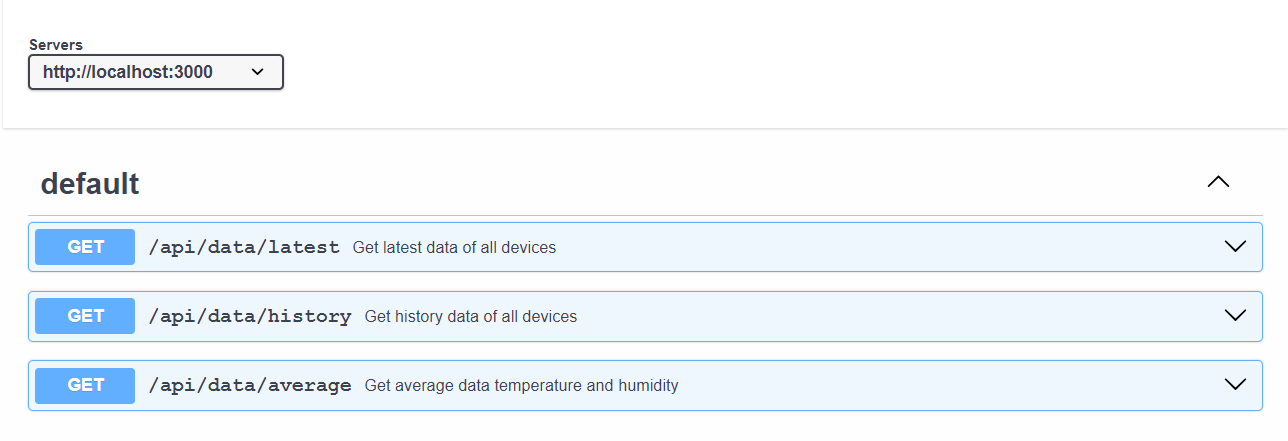 Servers
http://localhost:3000
default
GET /api/data/latest Get latest data of all devices
GET /api/data/history Get history data of all devices
GET /api/data/average Get average data temperature and humidity